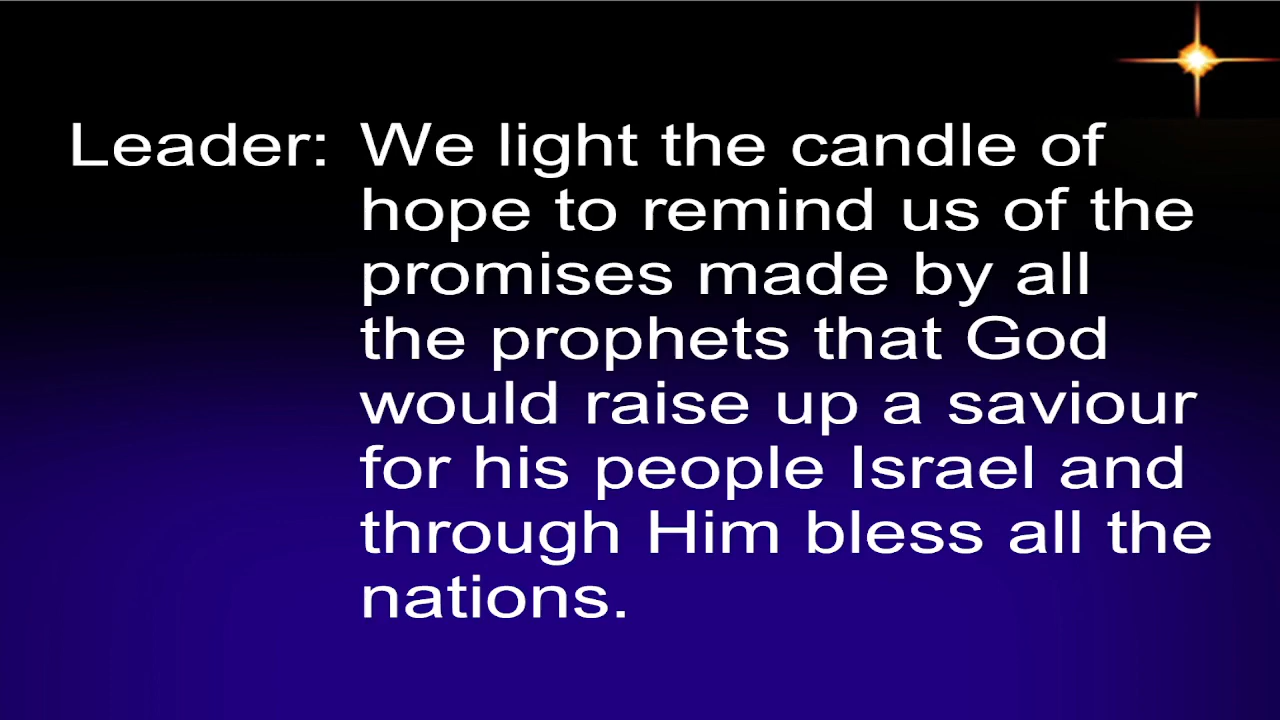 Leader: We light the candle of
hope to remind us of the
promises made by all
the prophets that God
would raise up a saviour
for his people Israel and
through Him bless all the
nations.